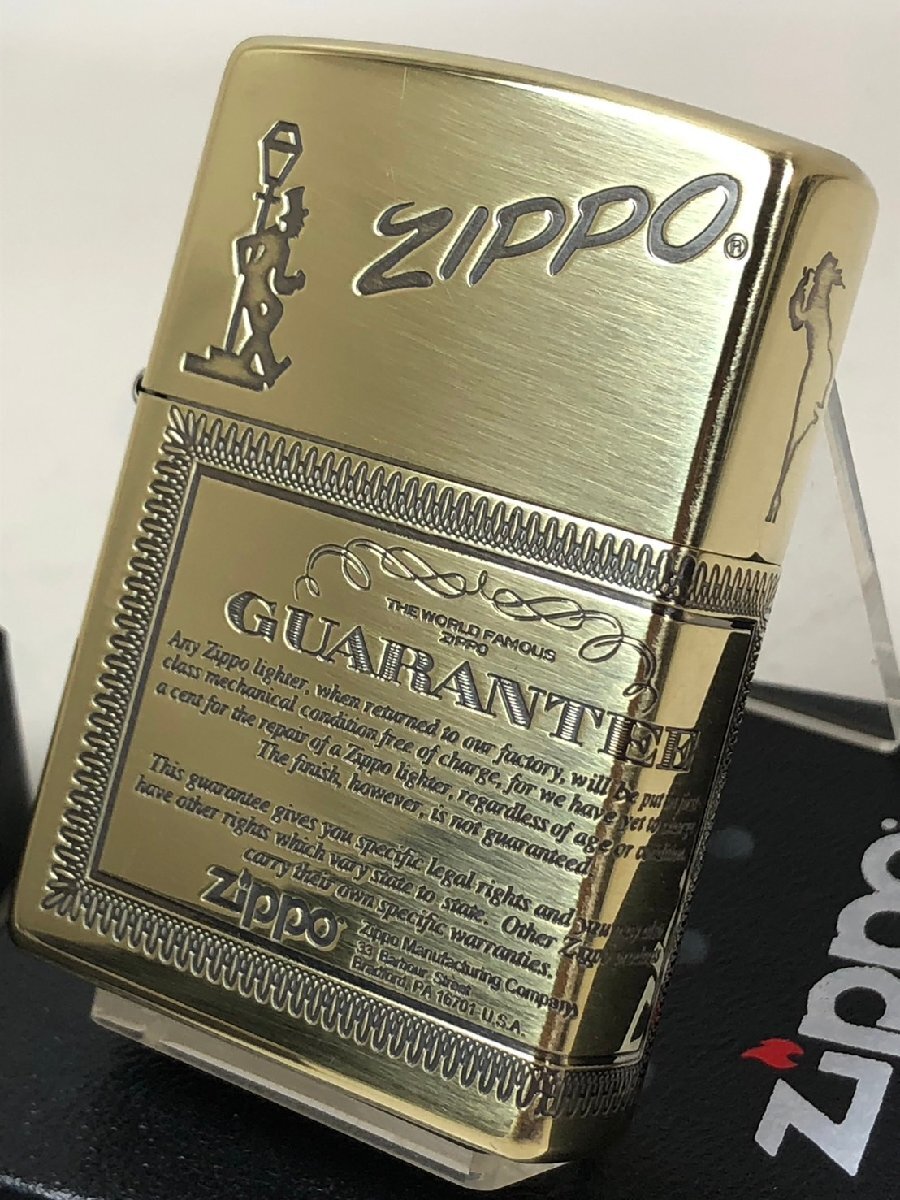 ZIPPO®
THE WORLD FAMOUS
ZIPPO
GUARANTEE
Any Zippo lighter, when returned to our factory, will be put in first
class mechanical condition free of charge, for we have yet to charge
a cent for the repair of a Zippo lighter, regardless of age or condition.
The finish, however, is not guaranteed.
This guarantee gives you specific legal rights and you may also
have other rights which vary state to state. Other Zippo products
carry their own specific warranties.
Zippo
Zippo Manufacturing Company
33 Barbour Street
Bradford, PA 16701 U.S.A.
Zippo